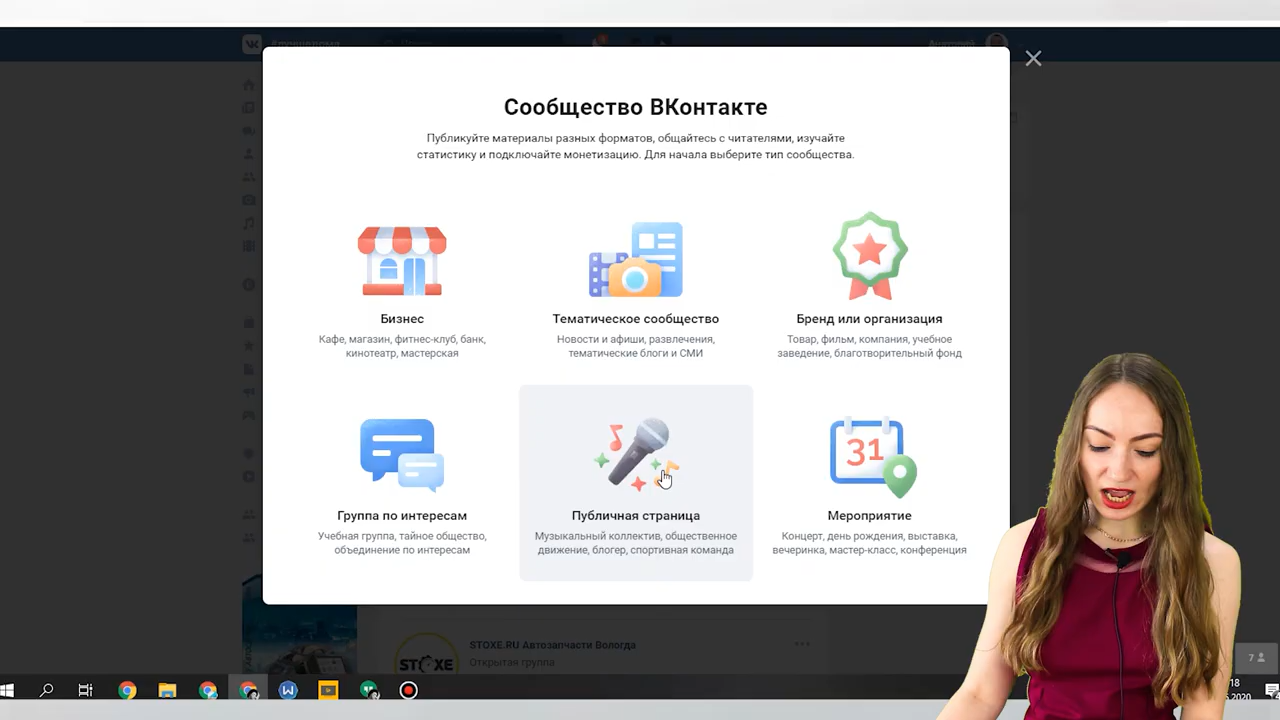 Сообщество ВКонтакте
Публикуйте материалы разных форматов, общайтесь с читателями, изучайте
статистику и подключайте монетизацию. Для начала выберите тип сообщества.
Бизнес
Кафе, магазин, фитнес-клуб, банк,
кинотеатр, мастерская
Тематическое сообщество
Новости и афиши, развлечения,
тематические блоги и СМИ
Бренд или организация
Товар, фильм, компания, учебное
заведение, благотворительный фонд
31
Группа по интересам
Учебная группа, тайное общество,
объединение по интересам
Публичная страница
Музыкальный коллектив, общественное
движение, блогер, спортивная команда
Мероприятие
Концерт, день рождения, выставка,
вечеринка, мастер-класс, конференция
STOXE.RU Автозапчасти Вологда
Открытая группа
STOXE
7
18
.2020